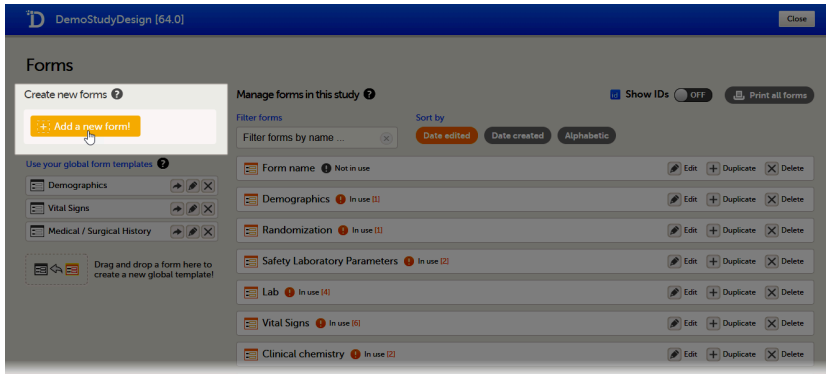 DemoStudyDesign [64.0]
Close
Forms
Create new forms ?
Add a new form!
Use your global form templates ?
Demographics
Vital Signs
Medical / Surgical History
Drag and drop a form here to
create a new global template!
Manage forms in this study ?
Show IDs OFF
Print all forms
Filter forms
Sort by
Filter forms by name ...
Date edited Date created Alphabetic
Form name ! Not in use Edit Duplicate Delete
Demographics ! In use [1] Edit Duplicate Delete
Randomization ! In use [1] Edit Duplicate Delete
Safety Laboratory Parameters ! In use [2] Edit Duplicate Delete
Lab ! In use [4] Edit Duplicate Delete
Vital Signs ! In use [6] Edit Duplicate Delete
Clinical chemistry ! In use [2] Edit Duplicate Delete